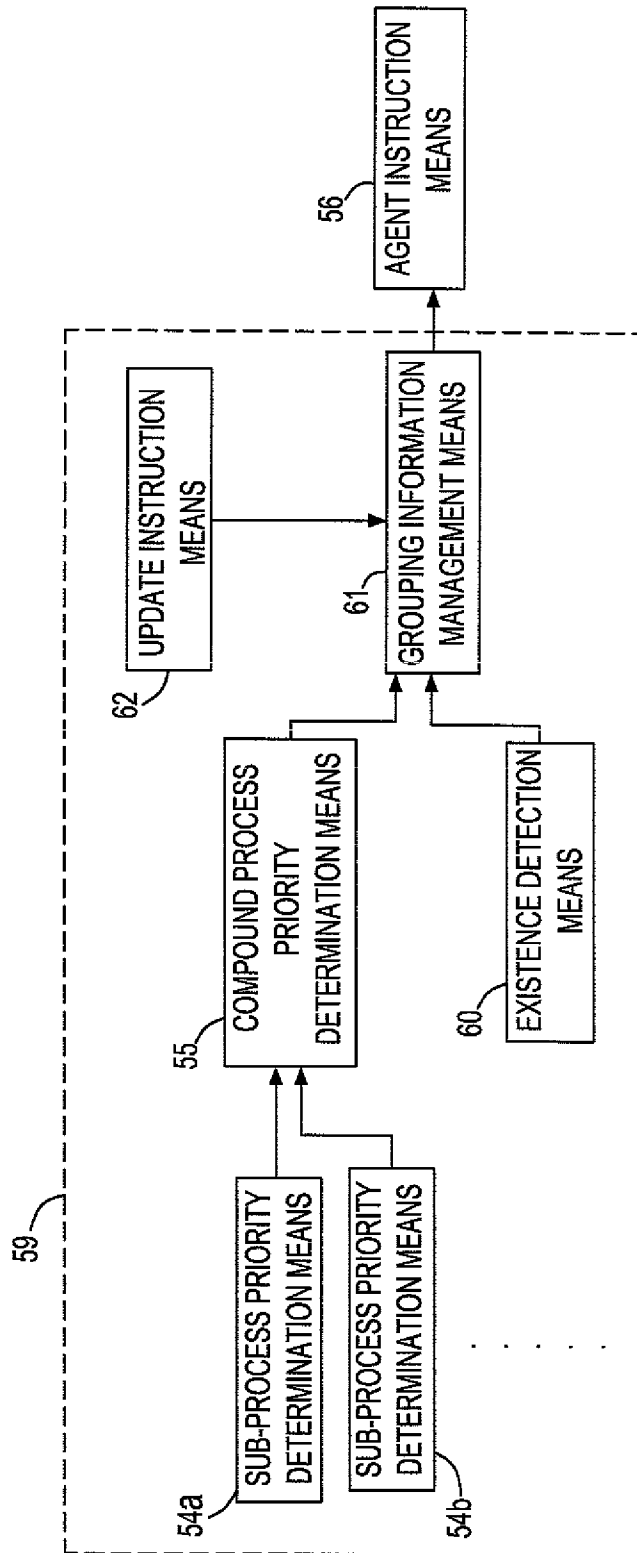 59
62
UPDATE INSTRUCTION
MEANS
54a
SUB-PROCESS PRIORITY
DETERMINATION MEANS
54b
SUB-PROCESS PRIORITY
DETERMINATION MEANS
. . . . .
55
COMPOUND PROCESS
PRIORITY
DETERMINATION MEANS
60
EXISTENCE DETECTION
MEANS
61
GROUPING INFORMATION
MANAGEMENT MEANS
56
AGENT INSTRUCTION
MEANS